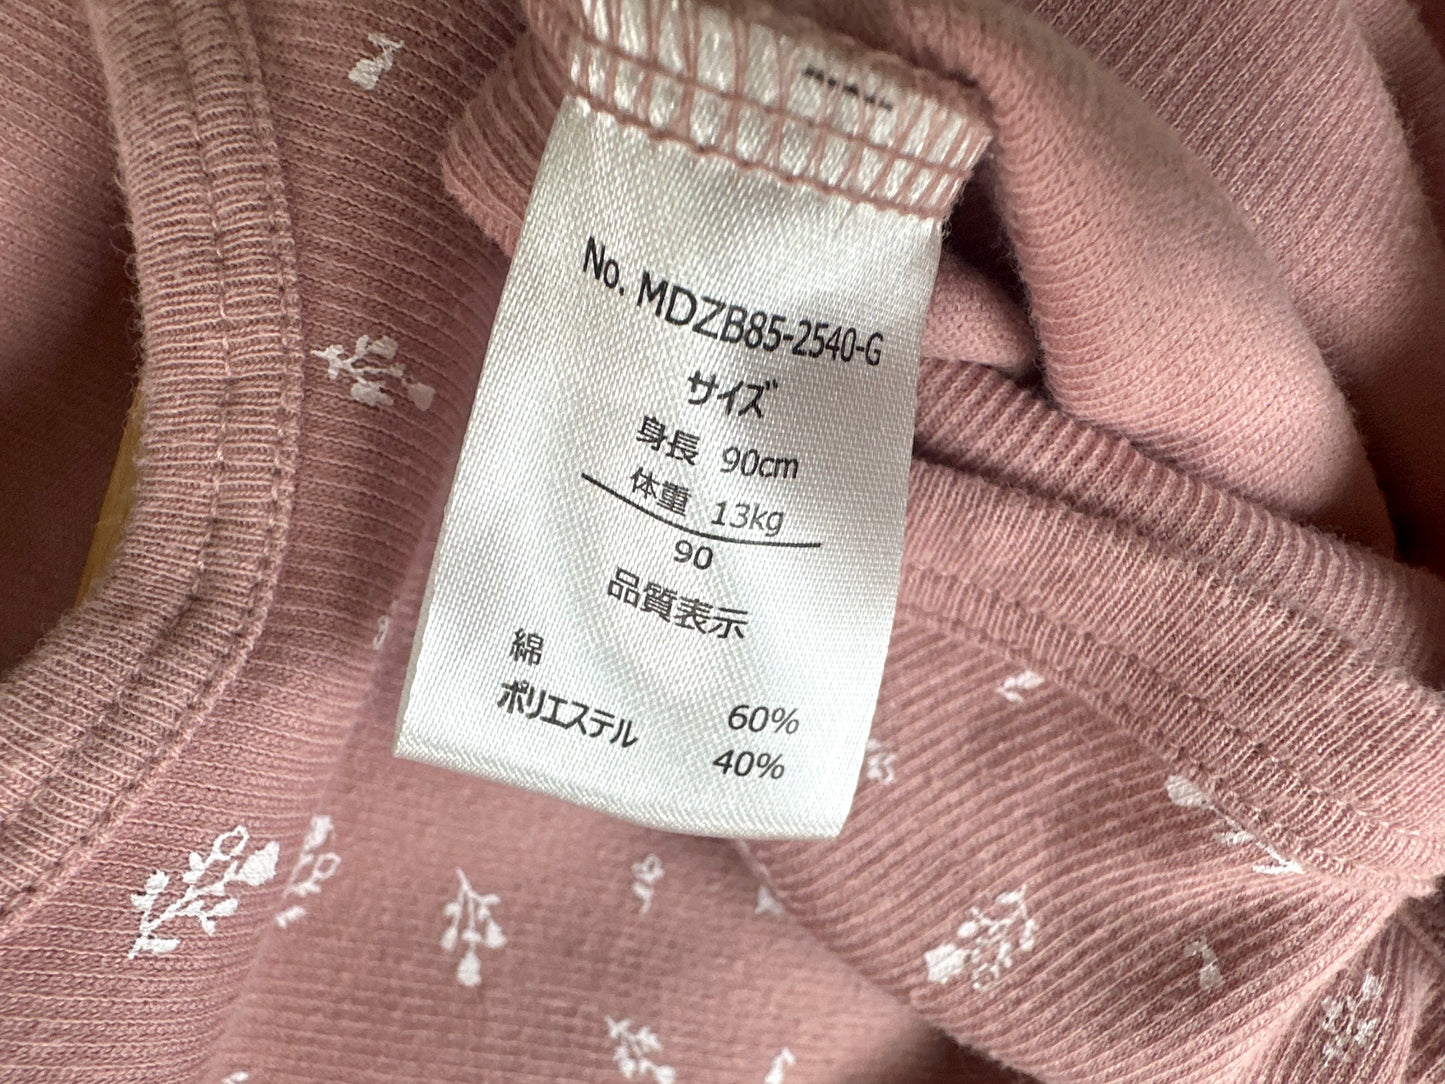 No. MDZB85-2540-G
サイズ
身長 90cm
体重 13kg
90
品質表示
綿 60%
ポリエステル 40%